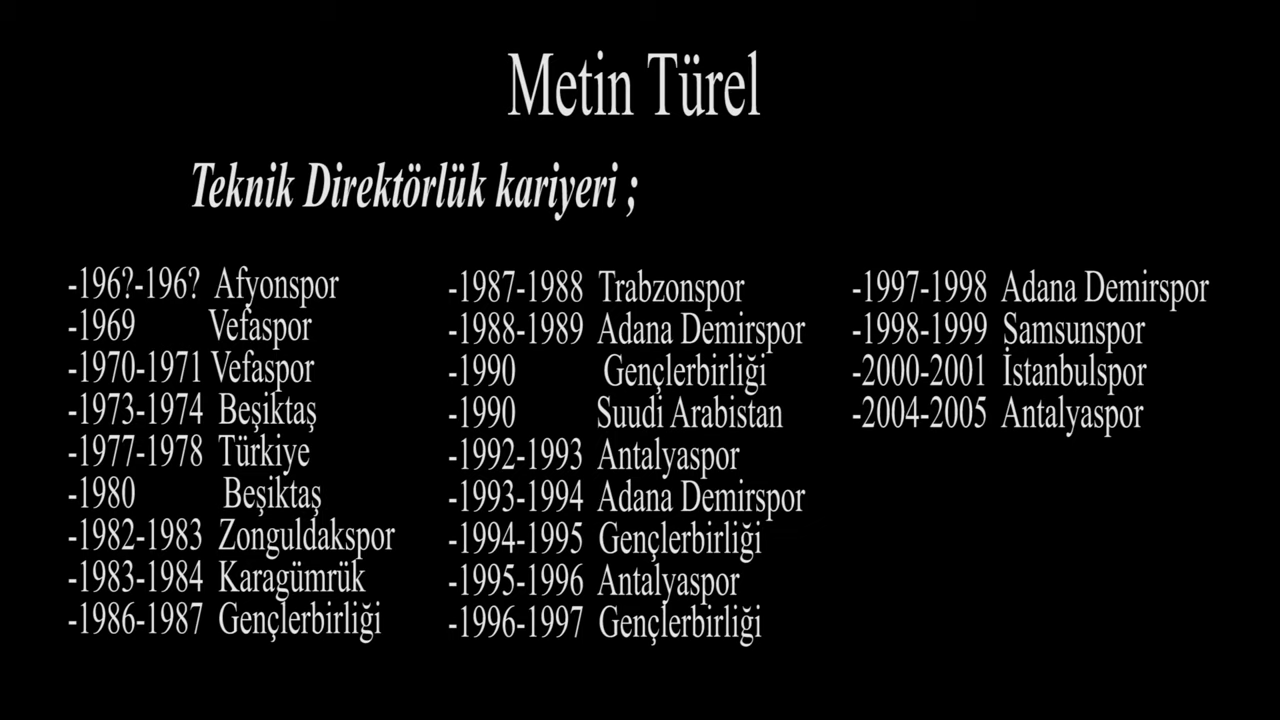 Metin Türel
Teknik Direktörlük kariyeri ;
-196?-196? Afyonspor
-1969 Vefaspor
-1970-1971 Vefaspor
-1973-1974 Beşiktaş
-1977-1978 Türkiye
-1980 Beşiktaş
-1982-1983 Zonguldakspor
-1983-1984 Karagümrük
-1986-1987 Gençlerbirliği
-1987-1988 Trabzonspor
-1988-1989 Adana Demirspor
-1990 Gençlerbirliği
-1990 Suudi Arabistan
-1992-1993 Antalyaspor
-1993-1994 Adana Demirspor
-1994-1995 Gençlerbirliği
-1995-1996 Antalyaspor
-1996-1997 Gençlerbirliği
-1997-1998 Adana Demirspor
-1998-1999 Samsunspor
-2000-2001 İstanbulspor
-2004-2005 Antalyaspor